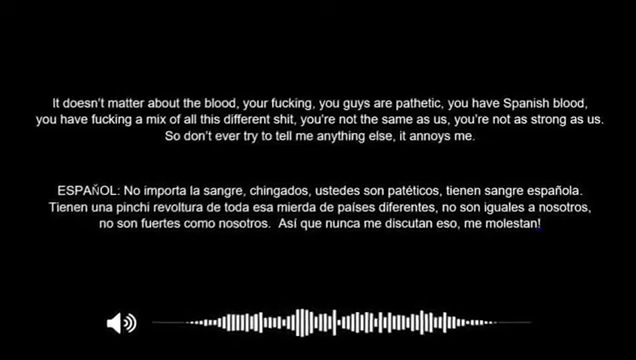 It doesn't matter about the blood, your fucking, you guys are pathetic, you have Spanish blood,
you have fucking a mix of all this different shit, you're not the same as us, you're not as strong as us.
So don't ever try to tell me anything else, it annoys me.
ESPAÑOL: No importa la sangre, chingados, ustedes son patéticos, tienen sangre española.
Tienen una pinchi revoltura de toda esa mierda de países diferentes, no son iguales a nosotros,
no son fuertes como nosotros. Así que nunca me discutan eso, me molestan!